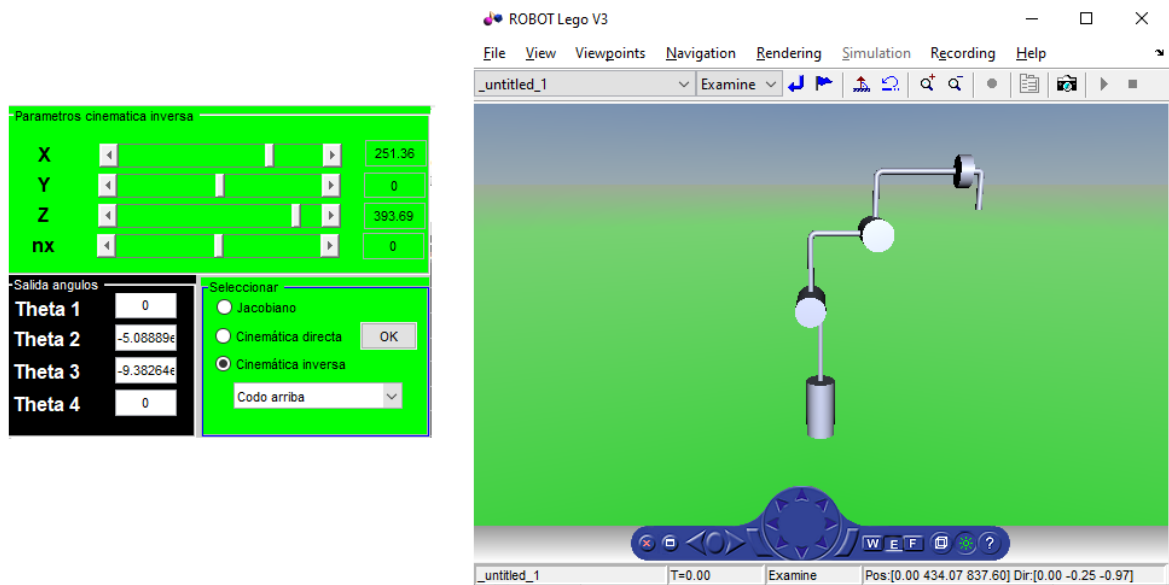 Parametros cinematica inversa
X 251.36
Y 0
Z 393.69
nx 0
Salida angulos
Theta 1 0
Theta 2 -5.08889e
Theta 3 -9.38264e
Theta 4 0
Seleccionar
Jacobiano
Cinemática directa OK
Cinemática inversa
Codo arriba
ROBOT Lego V3
File View Viewpoints Navigation Rendering Simulation Recording Help
_untitled_1 Examine
W E F ?
_untitled_1 T=0.00 Examine Pos:[0.00 434.07 837.60] Dir:[0.00 -0.25 -0.97]